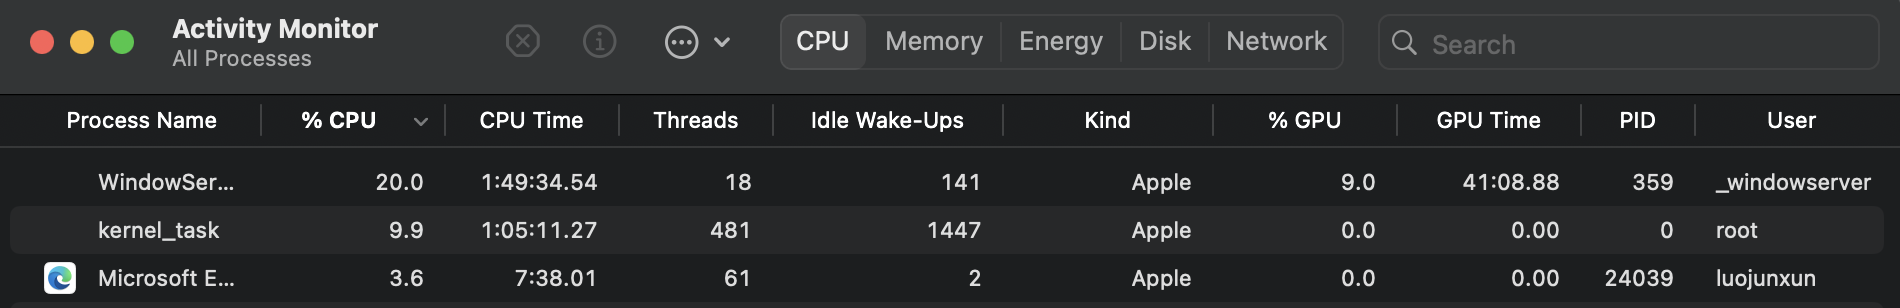 Activity Monitor
All Processes
CPU Memory Energy Disk Network Search
Process Name % CPU CPU Time Threads Idle Wake-Ups Kind % GPU GPU Time PID User
WindowSer... 20.0 1:49:34.54 18 141 Apple 9.0 41:08.88 359 _windowserver
kernel_task 9.9 1:05:11.27 481 1447 Apple 0.0 0.00 0 root
Microsoft E... 3.6 7:38.01 61 2 Apple 0.0 0.00 24039 luojunxun